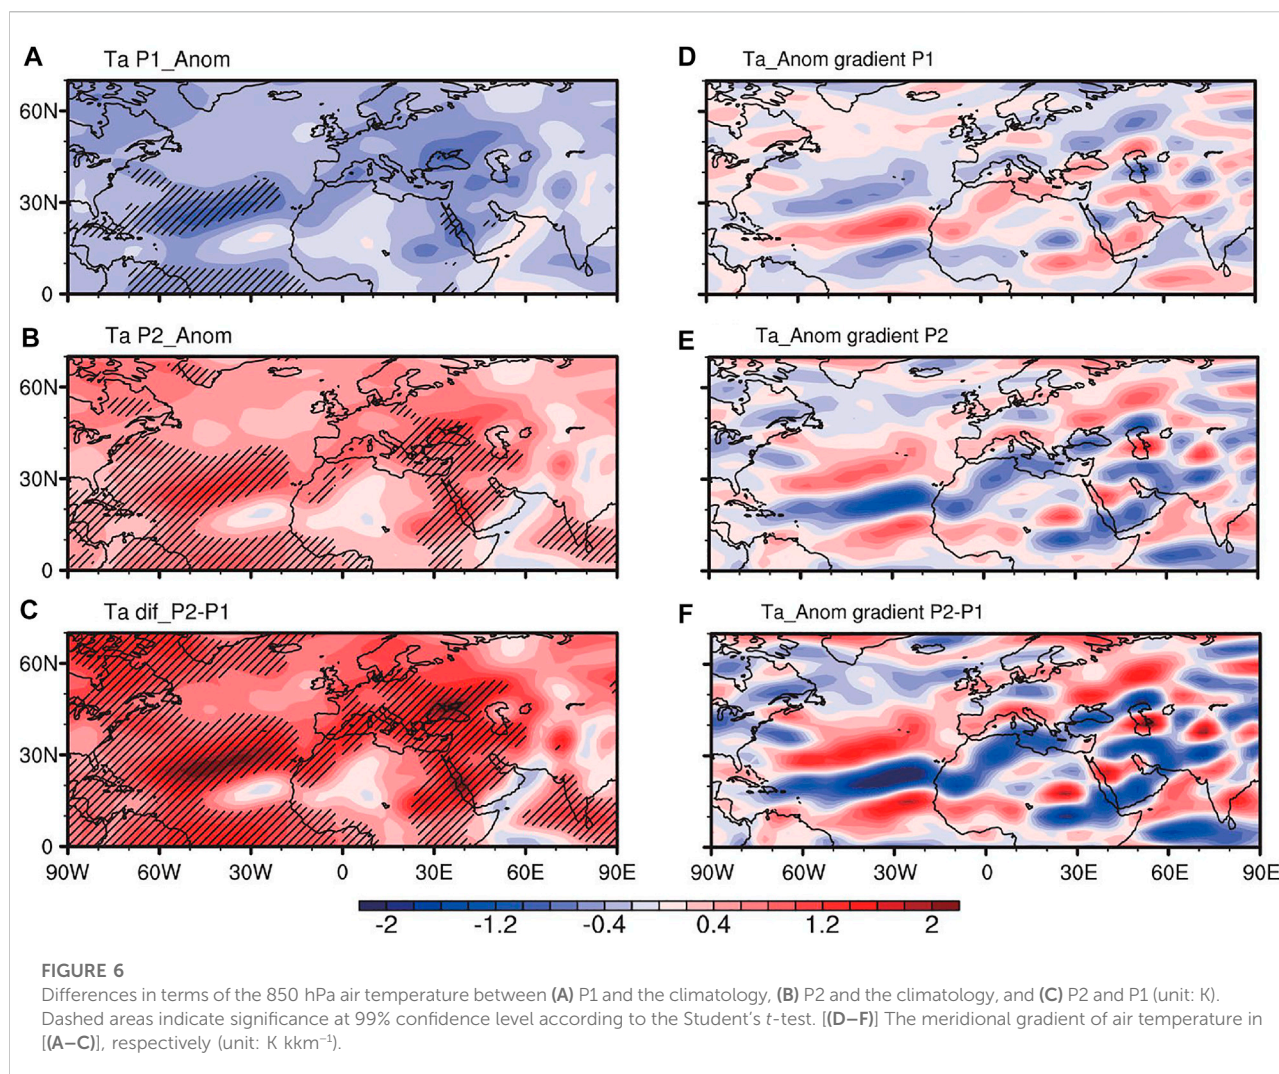 A
Ta P1_Anom
60N
30N
0
D
Ta_Anom gradient P1
B
Ta P2_Anom
60N
30N
0
E
Ta_Anom gradient P2
C
Ta dif_P2-P1
60N
30N
0
90W 60W 30W 0 30E 60E 90E
F
Ta_Anom gradient P2-P1
90W 60W 30W 0 30E 60E 90E
-2 -1.2 -0.4 0.4 1.2 2
FIGURE 6
Differences in terms of the 850 hPa air temperature between (A) P1 and the climatology, (B) P2 and the climatology, and (C) P2 and P1 (unit: K).
Dashed areas indicate significance at 99% confidence level according to the Student’s t-test. [(D–F)] The meridional gradient of air temperature in
[(A–C)], respectively (unit: K kkm⁻¹).